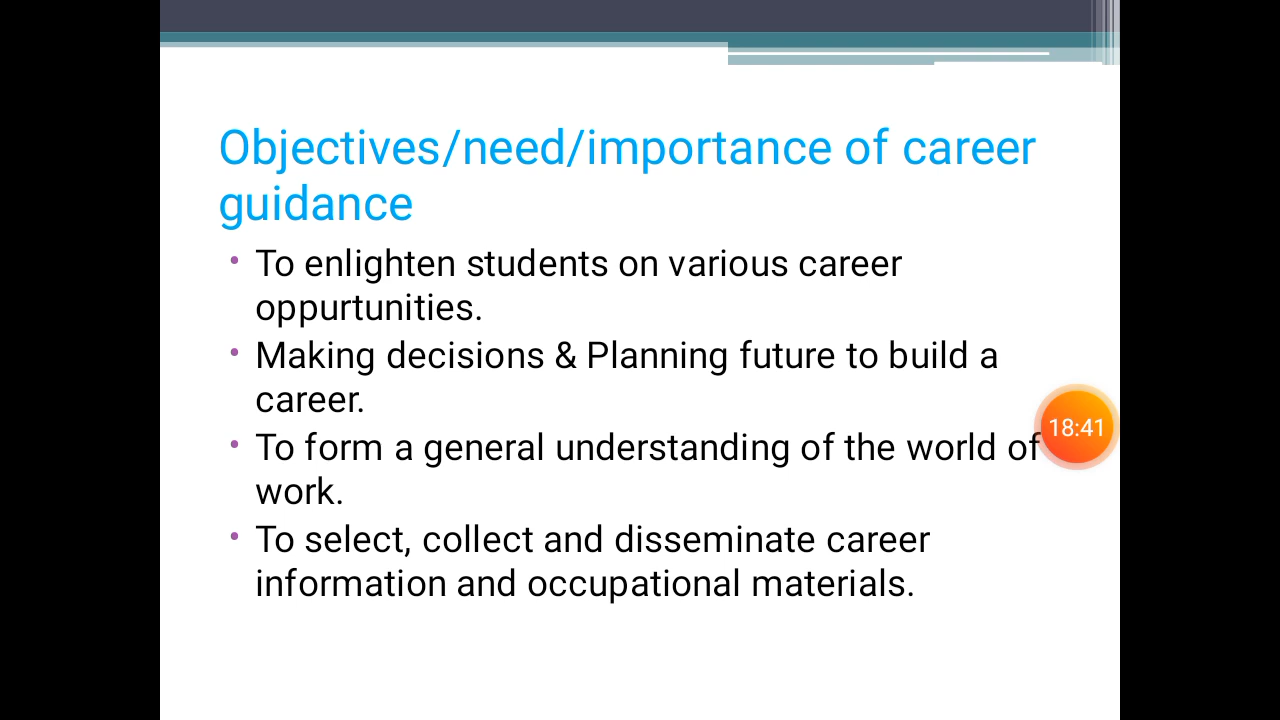 Objectives/need/importance of career
guidance
• To enlighten students on various career
oppurtunities.
• Making decisions & Planning future to build a
career.
• To form a general understanding of the world of
work.
• To select, collect and disseminate career
information and occupational materials.
18:41